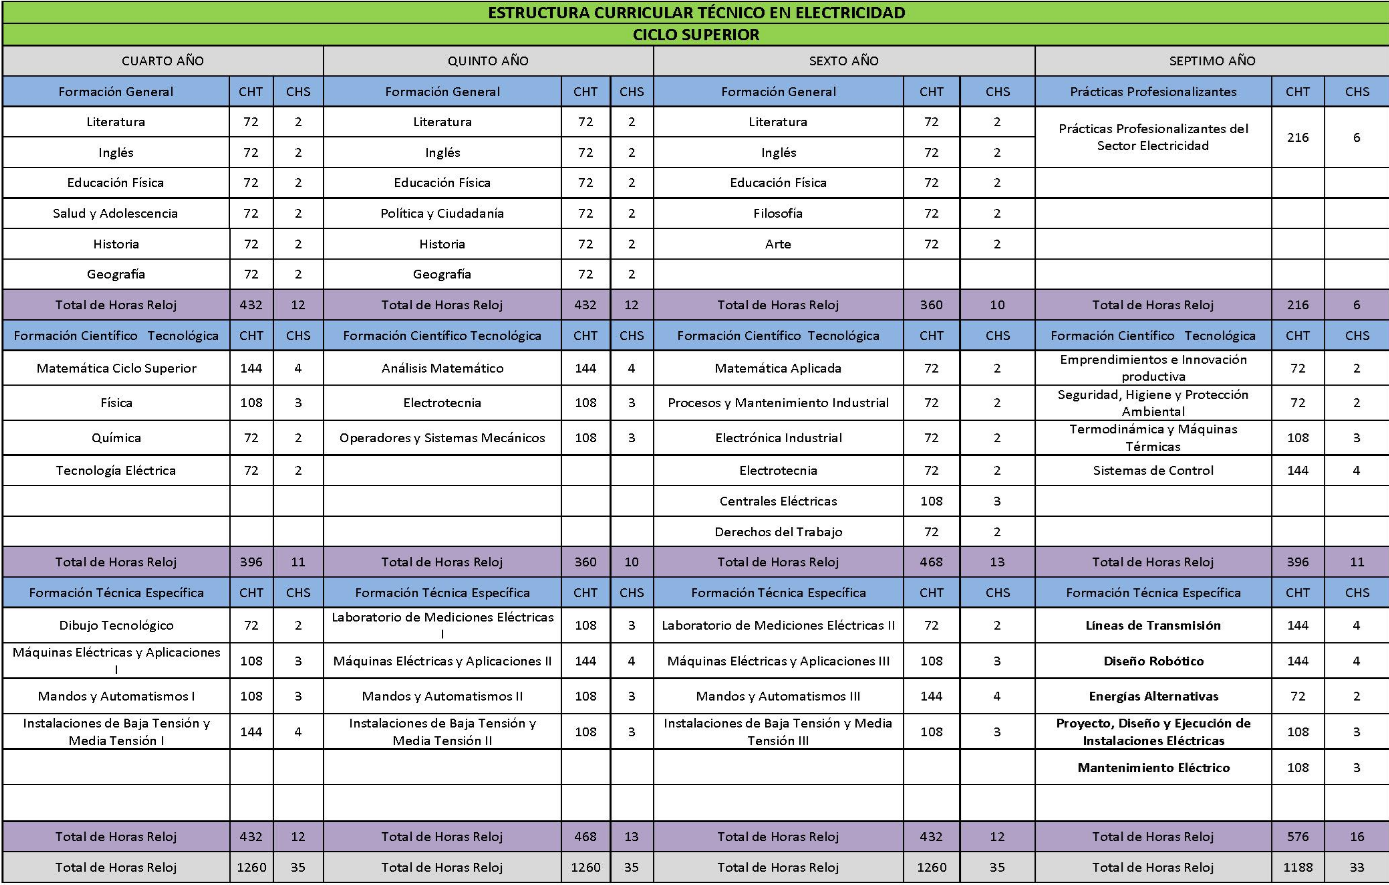 ESTRUCTURA CURRICULAR TÉCNICO EN ELECTRICIDAD
CICLO SUPERIOR
CUARTO AÑO QUINTO AÑO SEXTO AÑO SEPTIMO AÑO
Formación General CHT CHS Formación General CHT CHS Formación General CHT CHS Prácticas Profesionalizantes CHT CHS
Literatura 72 2 Literatura 72 2 Literatura 72 2 Prácticas Profesionalizantes del
Sector Electricidad 216 6
Inglés 72 2 Inglés 72 2 Inglés 72 2
Educación Física 72 2 Educación Física 72 2 Educación Física 72 2
Salud y Adolescencia 72 2 Política y Ciudadanía 72 2 Filosofía 72 2
Historia 72 2 Historia 72 2 Arte 72 2
Geografía 72 2 Geografía 72 2
Total de Horas Reloj 432 12 Total de Horas Reloj 432 12 Total de Horas Reloj 360 10 Total de Horas Reloj 216 6
Formación Científico Tecnológica CHT CHS Formación Científico Tecnológica CHT CHS Formación Científico Tecnológica CHT CHS Formación Científico Tecnológica CHT CHS
Matemática Ciclo Superior 144 4 Análisis Matemático 144 4 Matemática Aplicada 72 2 Emprendimientos e Innovación
productiva 72 2
Física 108 3 Electrotecnia 108 3 Procesos y Mantenimiento Industrial 72 2 Seguridad, Higiene y Protección
Ambiental 72 2
Química 72 2 Operadores y Sistemas Mecánicos 108 3 Electrónica Industrial 72 2 Termodinámica y Máquinas
Térmicas 108 3
Tecnología Eléctrica 72 2 Electrotecnia 72 2 Sistemas de Control 144 4
Centrales Eléctricas 108 3
Derechos del Trabajo 72 2
Total de Horas Reloj 396 11 Total de Horas Reloj 360 10 Total de Horas Reloj 468 13 Total de Horas Reloj 396 11
Formación Técnica Específica CHT CHS Formación Técnica Específica CHT CHS Formación Técnica Específica CHT CHS Formación Técnica Específica CHT CHS
Dibujo Tecnológico 72 2 Laboratorio de Mediciones Eléctricas
I 108 3 Laboratorio de Mediciones Eléctricas II 72 2 Líneas de Transmisión 144 4
Máquinas Eléctricas y Aplicaciones
I 108 3 Máquinas Eléctricas y Aplicaciones II 144 4 Máquinas Eléctricas y Aplicaciones III 108 3 Diseño Robótico 144 4
Mandos y Automatismos I 108 3 Mandos y Automatismos II 108 3 Mandos y Automatismos III 144 4 Energías Alternativas 72 2
Instalaciones de Baja Tensión y
Media Tensión I 144 4 Instalaciones de Baja Tensión y
Media Tensión II 108 3 Instalaciones de Baja Tensión y Media
Tensión III 108 3 Proyecto, Diseño y Ejecución de
Instalaciones Eléctricas 108 3
Mantenimiento Eléctrico 108 3
Total de Horas Reloj 432 12 Total de Horas Reloj 468 13 Total de Horas Reloj 432 12 Total de Horas Reloj 576 16
Total de Horas Reloj 1260 35 Total de Horas Reloj 1260 35 Total de Horas Reloj 1260 35 Total de Horas Reloj 1188 33